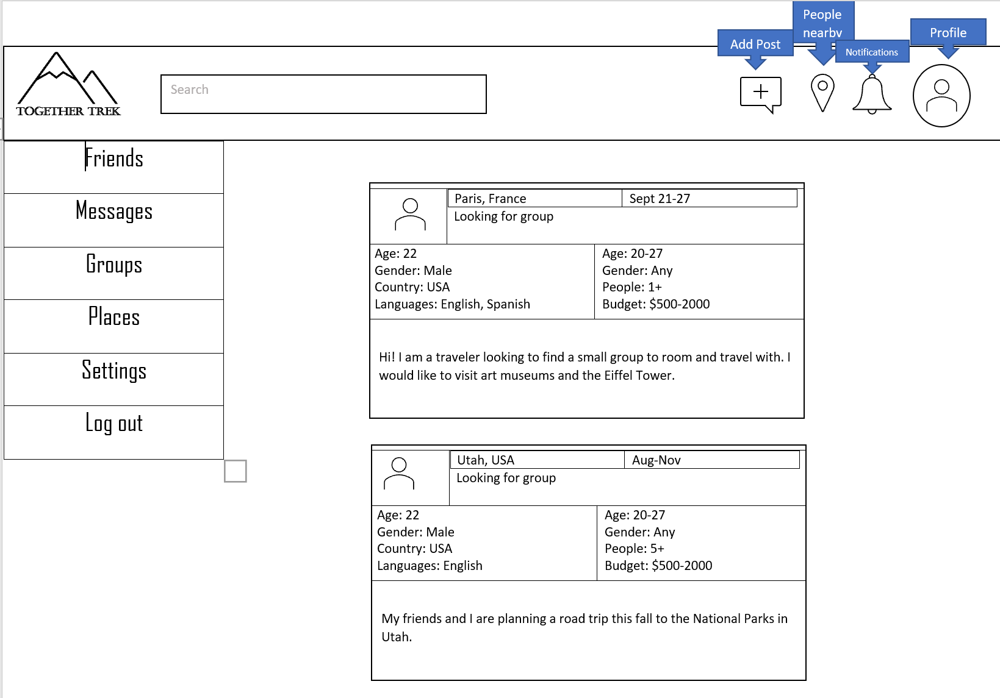 People
nearby
Add Post
Notifications
Profile
TOGETHER TREK
Search
Friends
Messages
Groups
Places
Settings
Log out
Paris, France
Sept 21-27
Looking for group
Age: 22
Gender: Male
Country: USA
Languages: English, Spanish
Age: 20-27
Gender: Any
People: 1+
Budget: $500-2000
Hi! I am a traveler looking to find a small group to room and travel with. I
would like to visit art museums and the Eiffel Tower.
Utah, USA
Aug-Nov
Looking for group
Age: 22
Gender: Male
Country: USA
Languages: English
Age: 20-27
Gender: Any
People: 5+
Budget: $500-2000
My friends and I are planning a road trip this fall to the National Parks in
Utah.